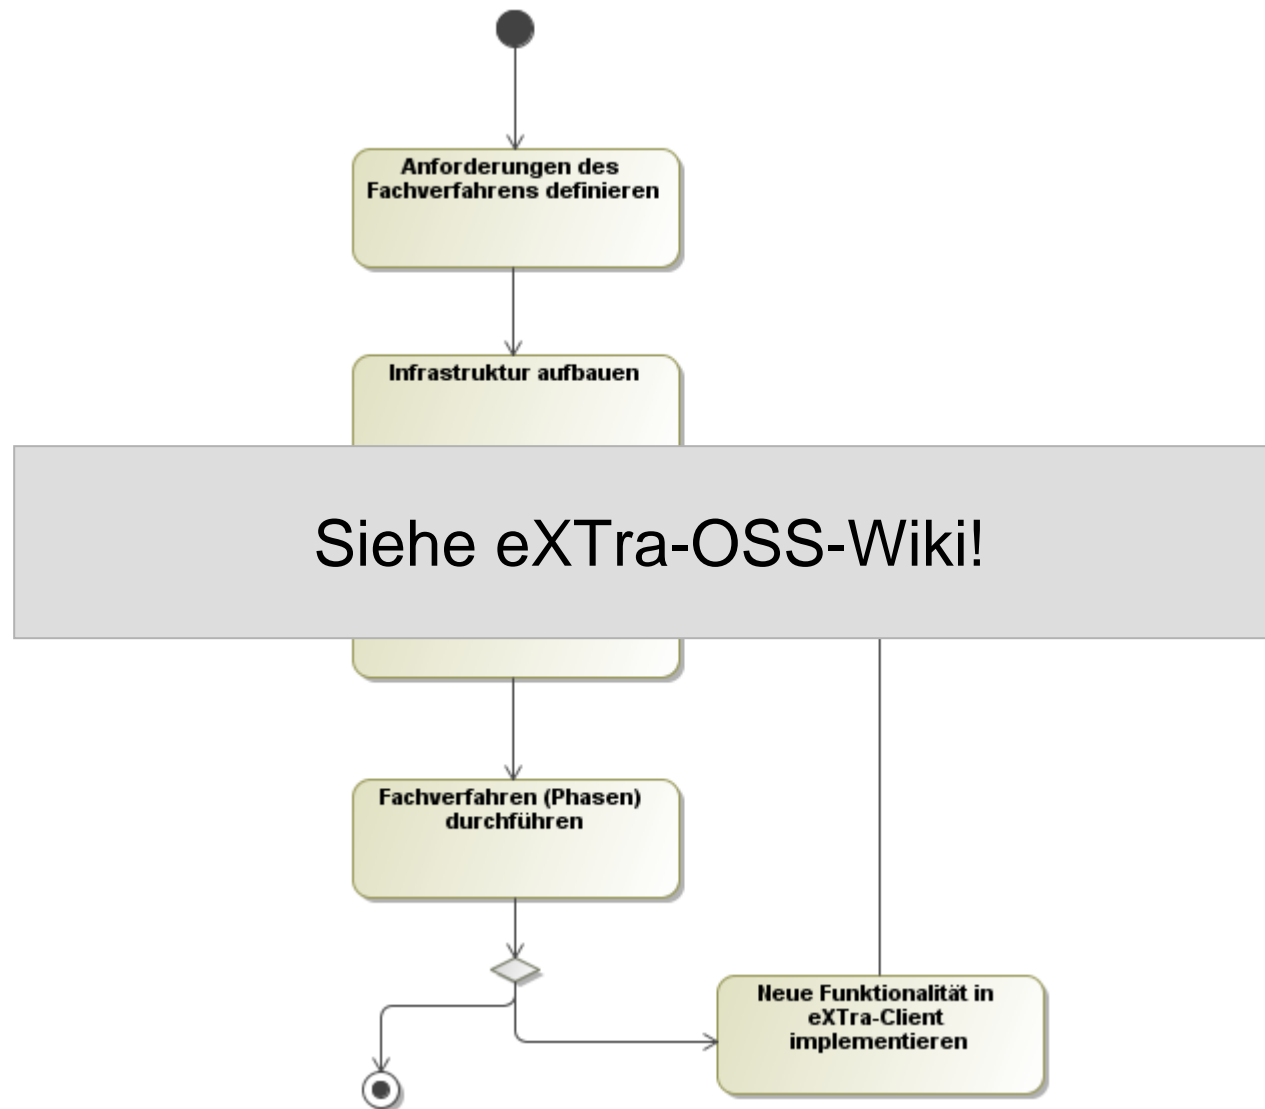 Anforderungen des
Fachverfahrens definieren
Infrastruktur aufbauen
Siehe eXTra-OSS-Wiki!
Fachverfahren (Phasen)
durchführen
Neue Funktionalität in
eXTra-Client
implementieren